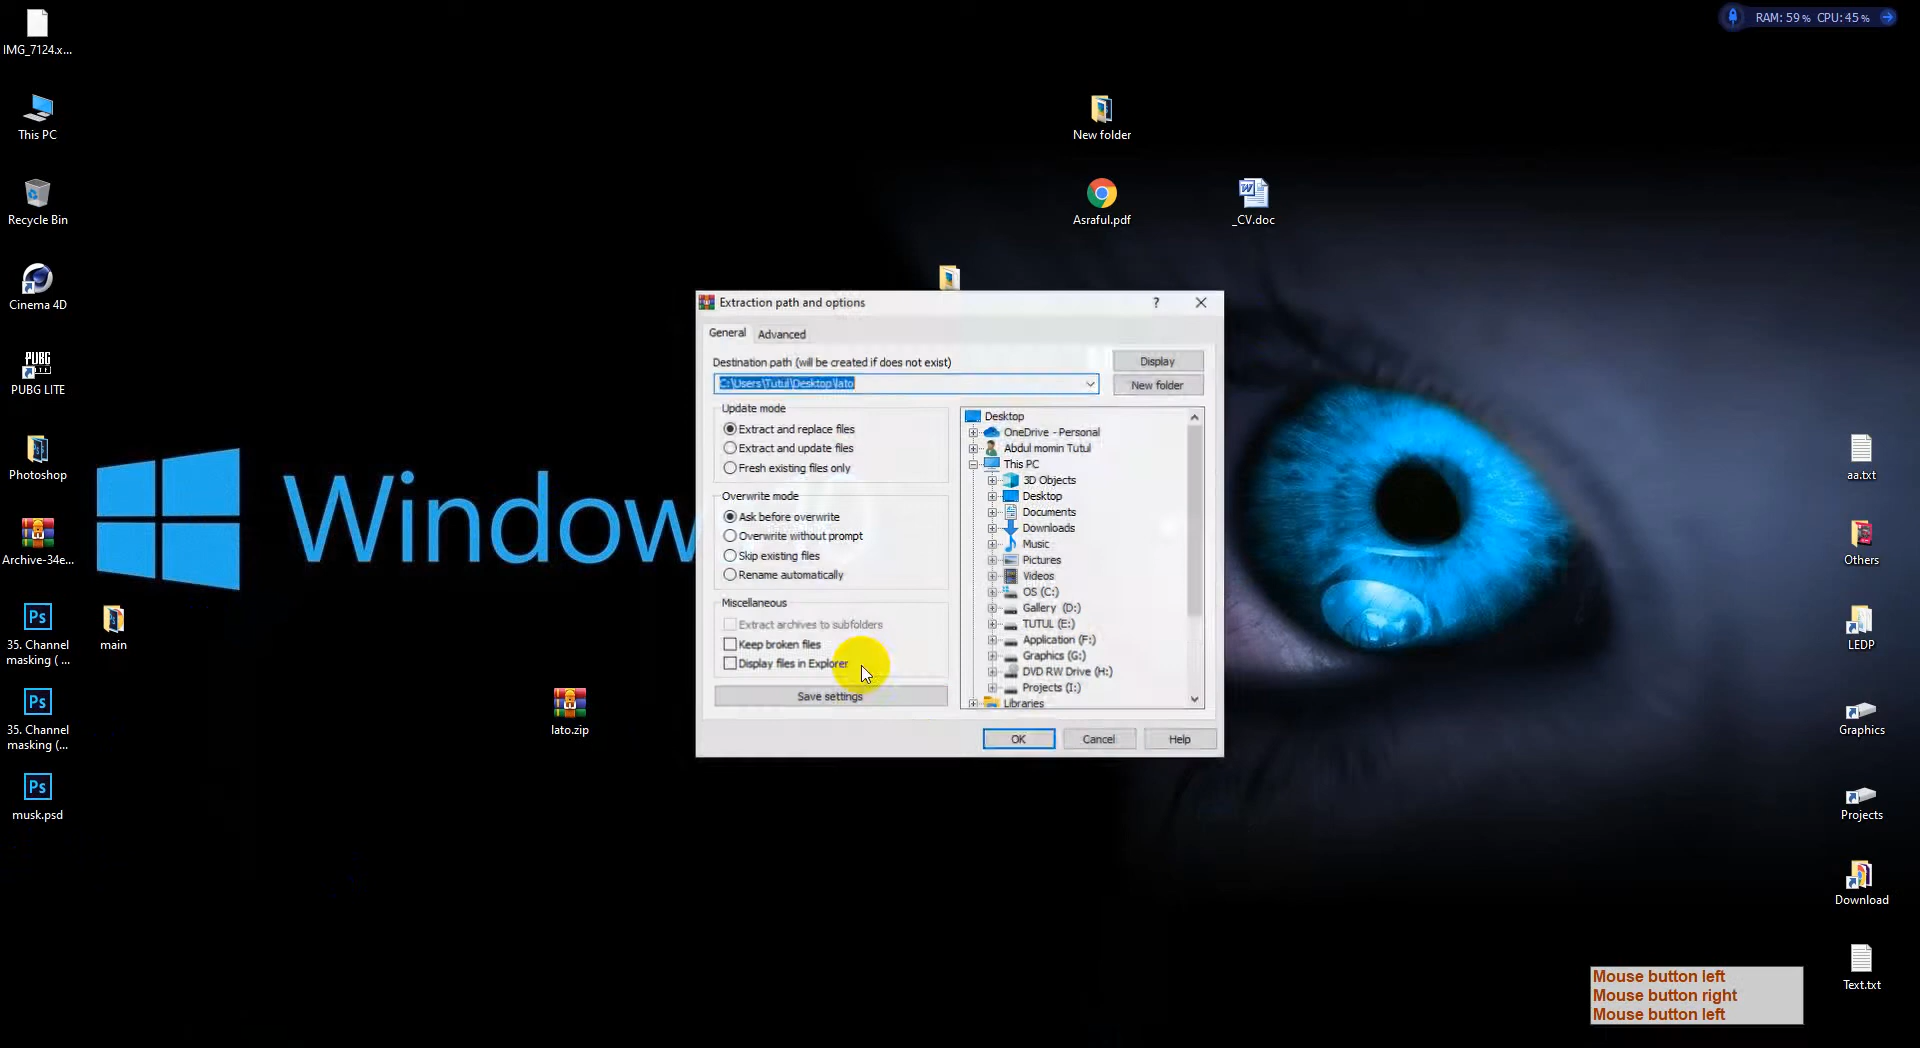 IMG_7124.x...
RAM: 59% CPU: 45%
This PC
New folder
Recycle Bin
Asraful.pdf
_CV.doc
Cinema 4D
PUBG
PUBG LITE
Photoshop
Archive-34e...
Window
Extraction path and options
?
General
Advanced
Destination path (will be created if does not exist)
Display
C:\Users\Tutul\Desktop\lato
New folder
Update mode
Extract and replace files
Extract and update files
Fresh existing files only
Overwrite mode
Ask before overwrite
Overwrite without prompt
Skip existing files
Rename automatically
Miscellaneous
Extract archives to subfolders
Keep broken files
Display files in Explorer
Save settings
Desktop
OneDrive - Personal
Abdul momin Tutul
This PC
3D Objects
Desktop
Documents
Downloads
Music
Pictures
Videos
OS (C:)
Gallery (D:)
TUTUL (E:)
Application (F:)
Graphics (G:)
DVD RW Drive (H:)
Projects (I:)
Libraries
OK
Cancel
Help
Ps
35. Channel
masking ( ...
main
Ps
35. Channel
masking (...
lato.zip
Ps
musk.psd
aa.txt
Others
LEDP
Graphics
Projects
Download
Text.txt
Mouse button left
Mouse button right
Mouse button left